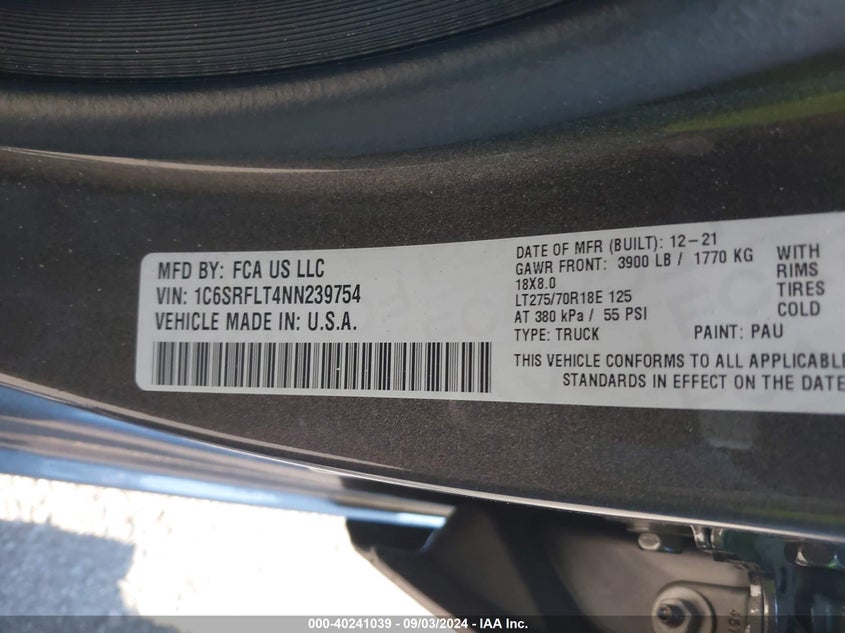 MFD BY: FCA US LLC
VIN: 1C6SRFLT4NN239754
VEHICLE MADE IN: U.S.A.
DATE OF MFR (BUILT): 12-21
GAWR FRONT: 3900 LB / 1770 KG WITH
18X8.0 RIMS
LT275/70R18E 125 TIRES
AT 380 kPa / 55 PSI COLD
TYPE: TRUCK PAINT: PAU
THIS VEHICLE CONFORMS TO ALL APPLICABLE
STANDARDS IN EFFECT ON THE DATE
000-40241039 - 09/03/2024 - IAA Inc.